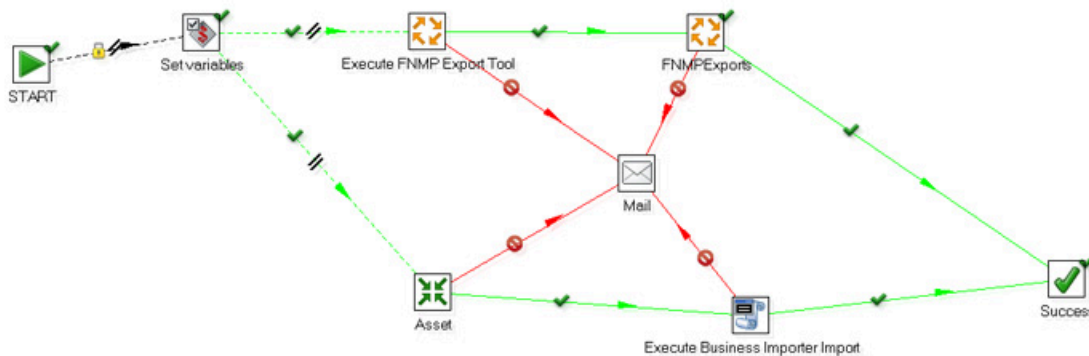 START
Set variables
Execute FNMP Export Tool
FNMPExports
Mail
Asset
Execute Business Importer Import
Succes